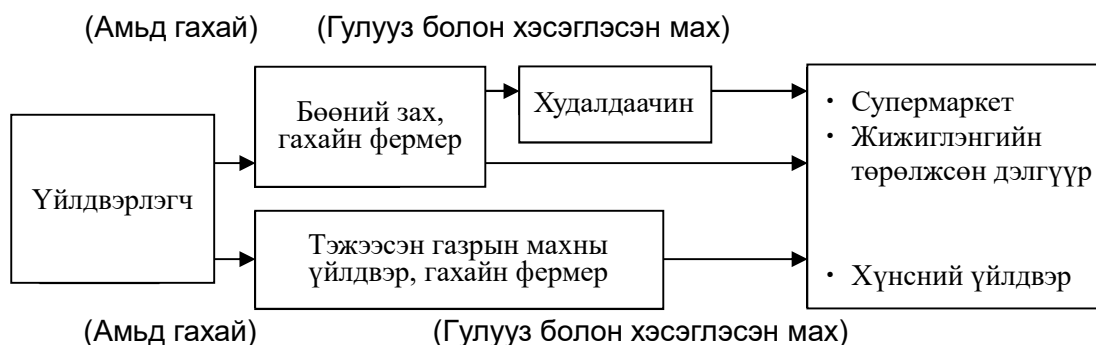 (Амьд гахай)
(Гулууз болон хэсэглэсэн мах)
Үйлдвэрлэгч
Бөөний зах,
гахайн фермер
Худалдаачин
Тэжээсэн газрын махны
үйлдвэр, гахайн фермер
· Супермаркет
· Жижиглэнгийн
төрөлжсөн дэлгүүр
· Хүнсний үйлдвэр
(Амьд гахай)
(Гулууз болон хэсэглэсэн мах)